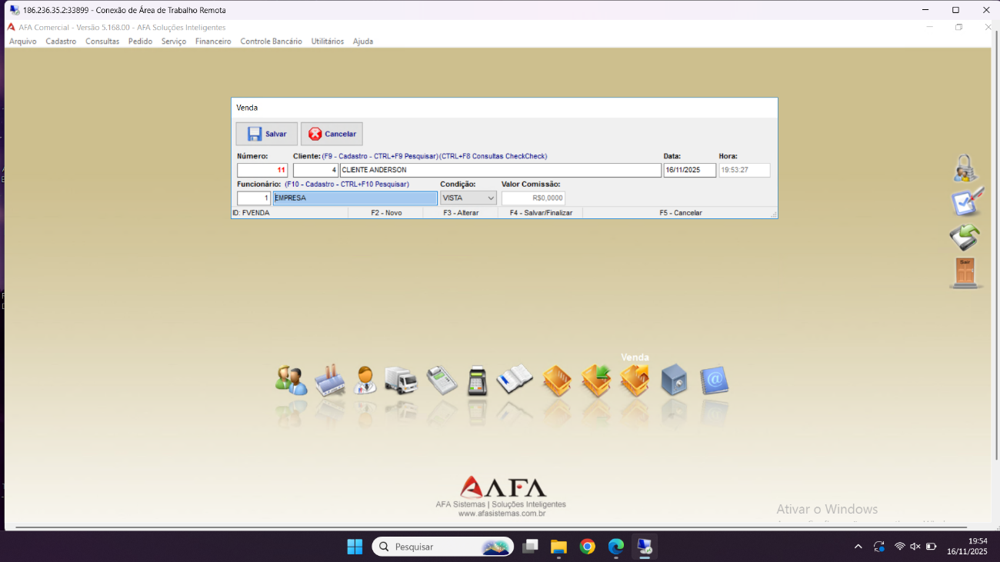 186.236.35.2:33899 - Conexão de Área de Trabalho Remota
AFA Comercial - Versão 5.168.00 - AFA Soluções Inteligentes
Arquivo Cadastro Consultas Pedido Serviço Financeiro Controle Bancário Utilitários Ajuda
Venda
Salvar Cancelar
Número: Cliente: (F9 - Cadastro - CTRL+F9 Pesquisar) (CTRL+F8 Consultas CheckCheck) Data: Hora:
11 4 CLIENTE ANDERSON 16/11/2025 19:53:27
Funcionário: (F10 - Cadastro - CTRL+F10 Pesquisar) Condição: Valor Comissão:
1 EMPRESA VISTA R$0,0000
ID: FVENDA F2 - Novo F3 - Alterar F4 - Salvar/Finalizar F5 - Cancelar
Sair
Venda
@
AFA
AFA Sistemas | Soluções Inteligentes
www.afasistemas.com.br
Ativar o Windows
Pesquisar
19:54
16/11/2025